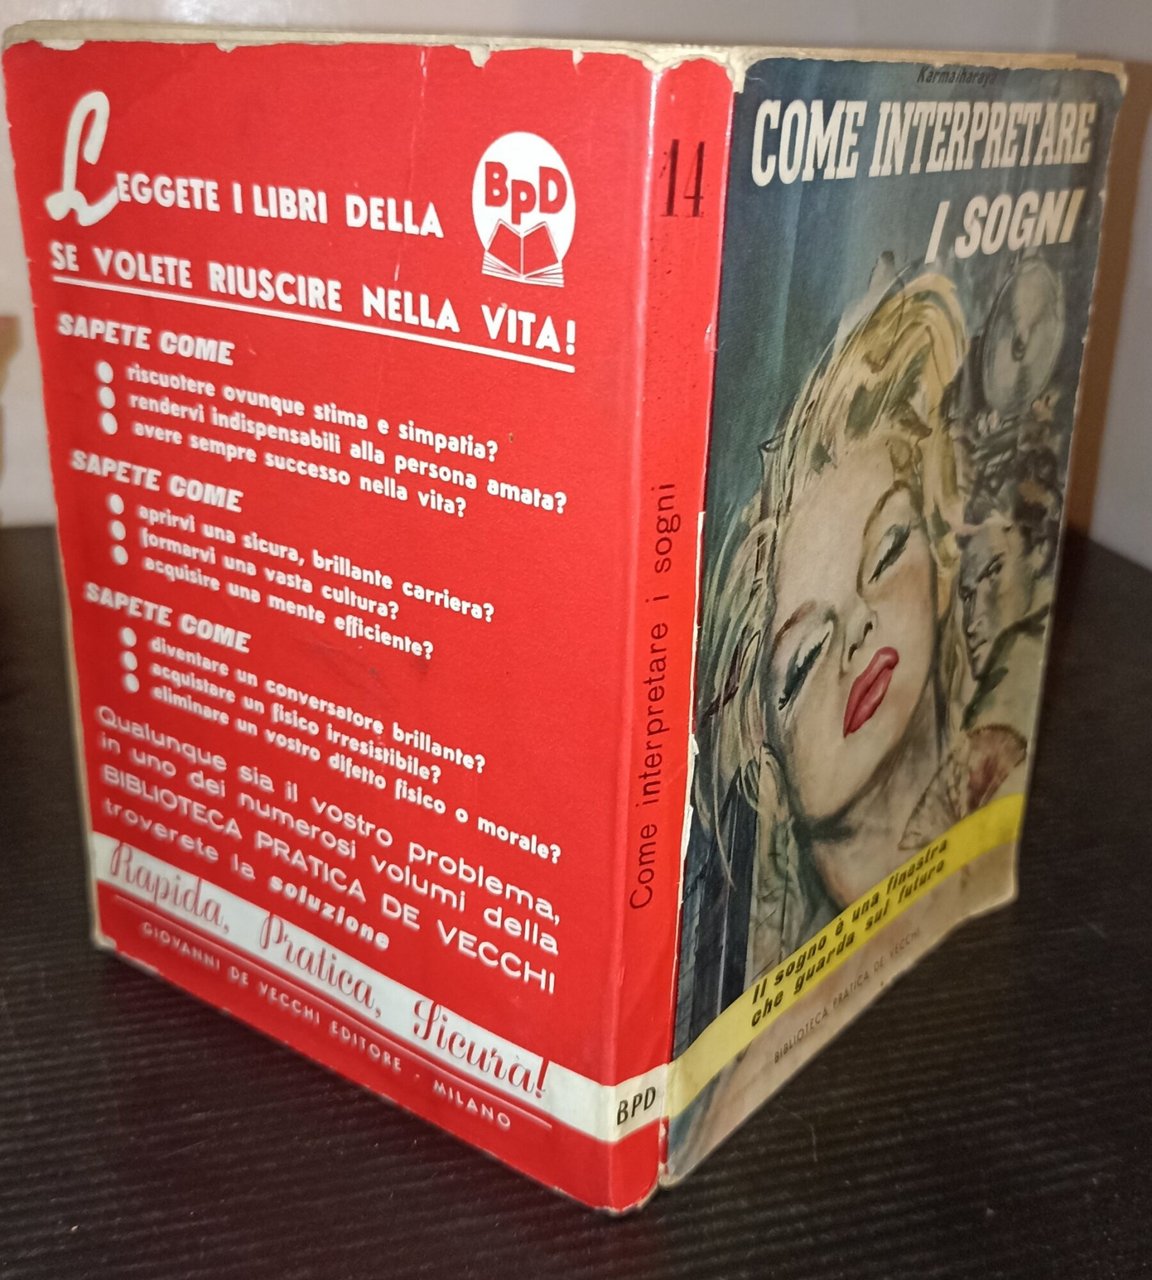 LEGGETE I LIBRI DELLA
BPD
SE VOLETE RIUSCIRE NELLA VITA!
SAPETE COME
● riscuotere ovunque stima e simpatia?
● rendervi indispensabili alla persona amata?
● avere sempre successo nella vita?
SAPETE COME
● aprirvi una sicura, brillante carriera?
● formarvi una vasta cultura?
● acquisire una mente efficiente?
SAPETE COME
● diventare un conversatore brillante?
● acquistare un fisico irresistibile?
● eliminare un vostro difetto fisico o morale?
Qualunque sia il vostro problema,
in uno dei numerosi volumi della
BIBLIOTECA PRATICA DE VECCHI
troverete la soluzione
Rapida, Pratica, Sicura!
GIOVANNI DE VECCHI EDITORE - MILANO
14
Come interpretare i sogni
BPD
Karmalharaya
COME INTERPRETARE
I SOGNI
Il sogno è una finestra
che guarda sul futuro
BIBLIOTECA PRATICA DE VECCHI